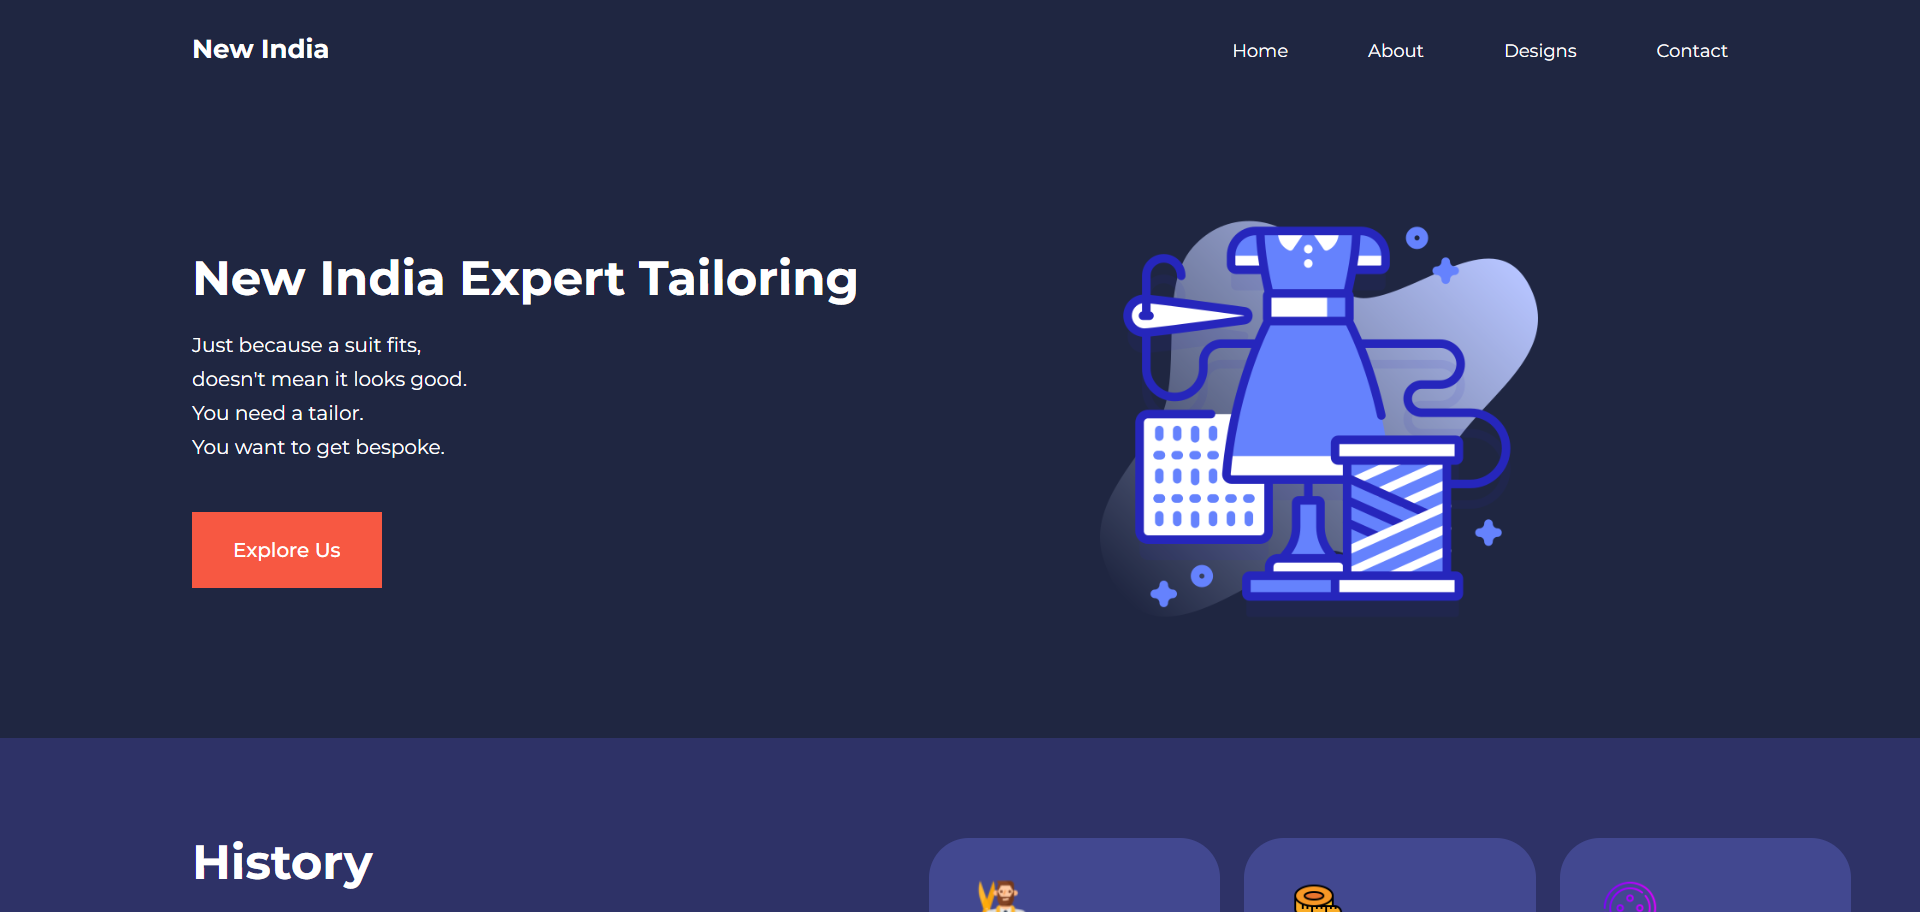 New India
Home
About
Designs
Contact
New India Expert Tailoring
Just because a suit fits,
doesn't mean it looks good.
You need a tailor.
You want to get bespoke.
Explore Us
History